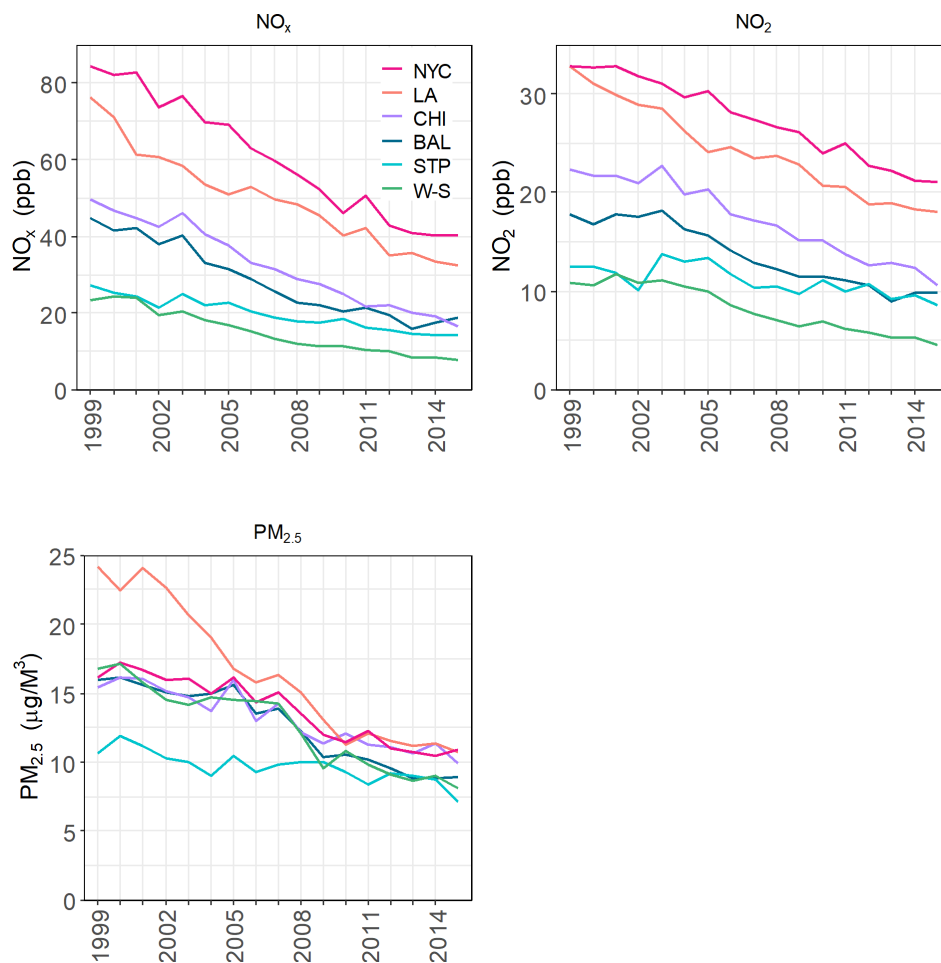 NOₓ
NOₓ (ppb)
80
60
40
20
0
NYC
LA
CHI
BAL
STP
W-S
1999
2002
2005
2008
2011
2014
NO₂
NO₂ (ppb)
30
20
10
0
1999
2002
2005
2008
2011
2014
PM₂.₅
PM₂.₅ (μg/M³)
25
20
15
10
5
0
1999
2002
2005
2008
2011
2014